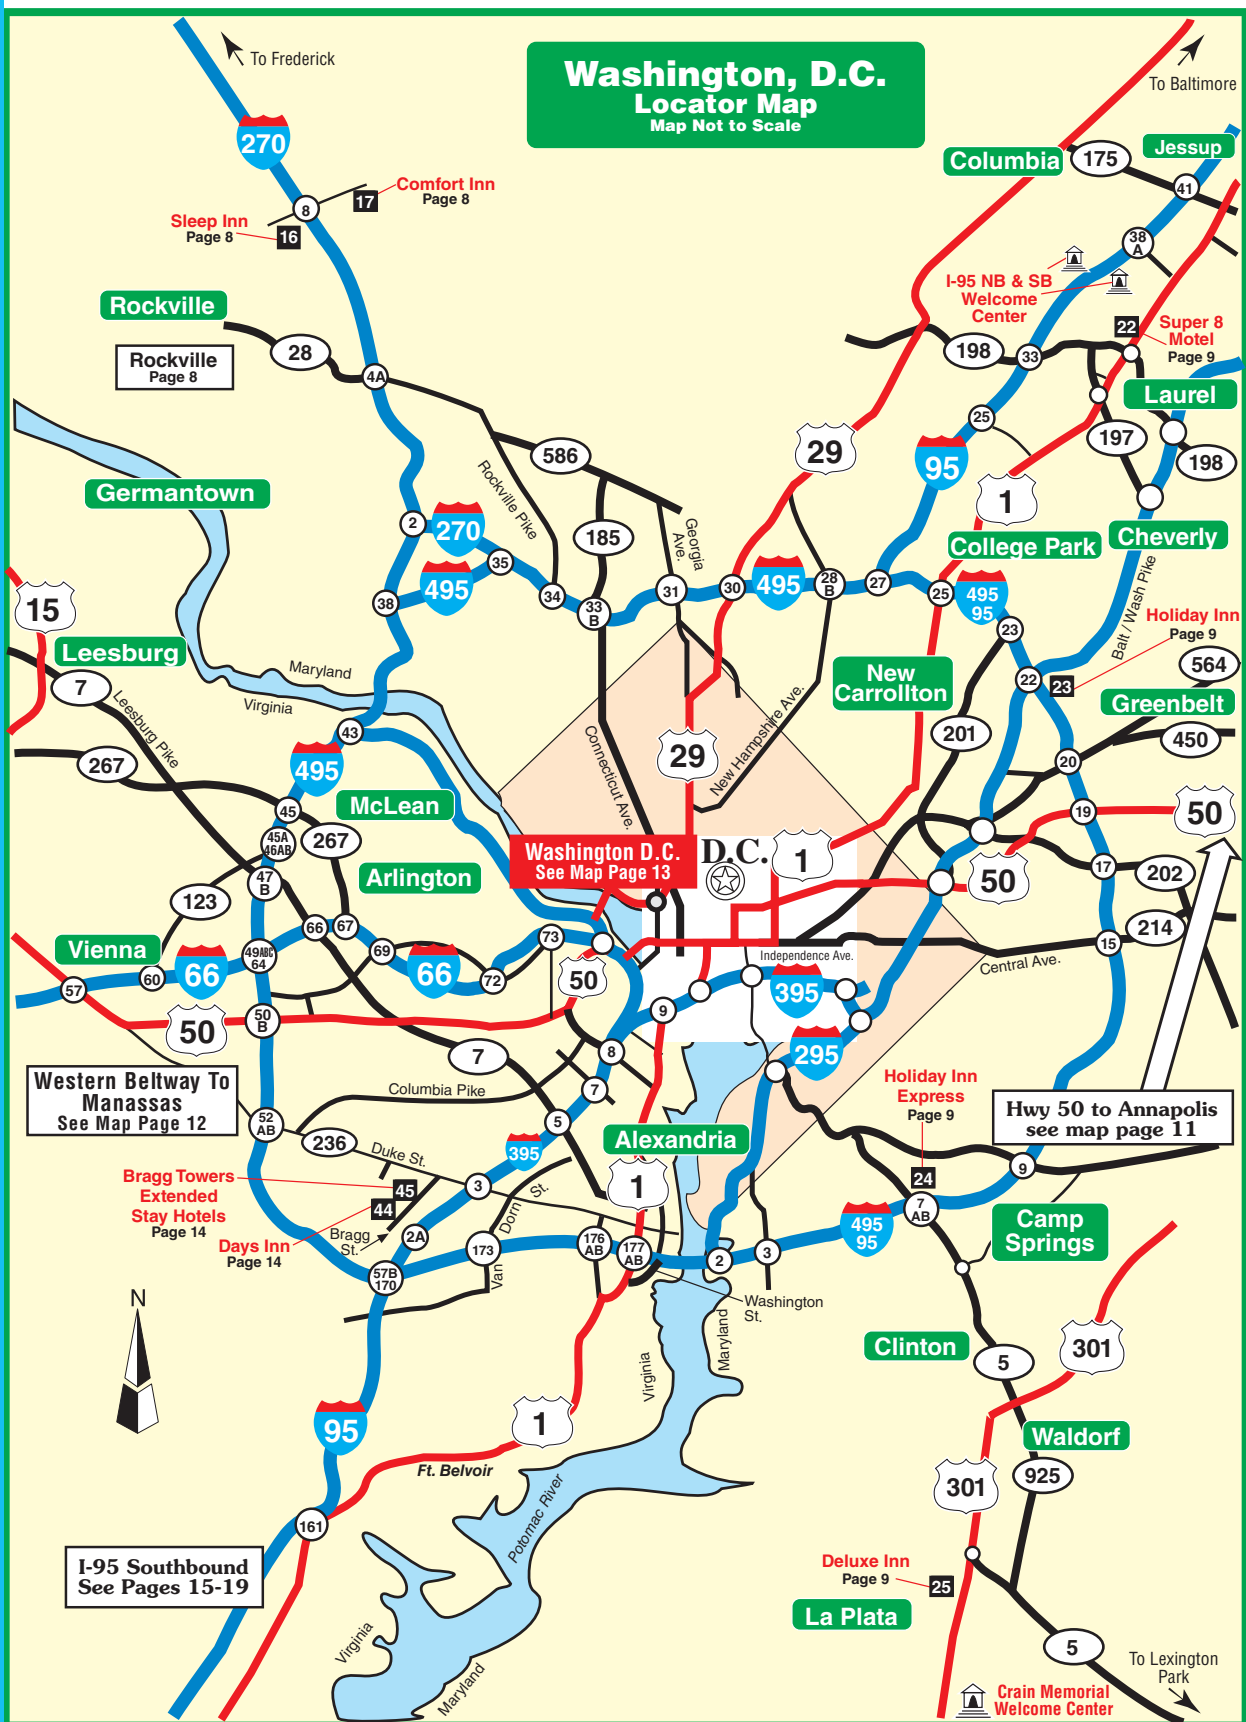 Washington, D.C.
Locator Map
Map Not to Scale
To Frederick
To Baltimore
270
Columbia
175
Jessup
41
Comfort Inn
Page 8
17
8
Sleep Inn
Page 8
16
38
A
I-95 NB & SB
Welcome
Center
Rockville
28
Rockville
Page 8
4A
22
Super 8
Motel
Page 9
198
33
Laurel
25
197
198
29
95
586
Rockville Pike
Germantown
1
2
270
185
Georgia
Ave.
College Park
Cheverly
35
495
38
34
33
B
31
30
495
28
B
27
25
495
95
23
Balt / Wash Pike
Holiday Inn
Page 9
15
Leesburg
7
Leesburg Pike
Maryland
Virginia
New
Carrollton
22
23
564
Greenbelt
43
267
495
Connecticut Ave.
29
New Hampshire Ave.
201
450
20
McLean
45
45A
46AB
267
19
50
Washington D.C.
See Map Page 13
D.C.
1
Arlington
47
B
123
50
17
202
66
67
214
Vienna
49ABC
64
69
73
15
Independence Ave.
Central Ave.
57
60
66
66
72
50
395
50
50
B
9
7
8
295
Western Beltway To
Manassas
See Map Page 12
Columbia Pike
7
Holiday Inn
Express
Page 9
Hwy 50 to Annapolis
see map page 11
52
AB
236
5
Alexandria
Duke St.
395
9
Bragg Towers
Extended
Stay Hotels
Page 14
45
44
3
1
24
7
AB
Days Inn
Page 14
Bragg
St.
2A
Van Dorn St.
173
176
AB
177
AB
2
3
495
95
Camp
Springs
57B
170
Washington
St.
N
Virginia
Maryland
Clinton
301
5
95
1
Ft. Belvoir
Waldorf
301
925
161
Potomac River
I-95 Southbound
See Pages 15-19
Deluxe Inn
Page 9
25
La Plata
Virginia
Maryland
5
To Lexington
Park
Crain Memorial
Welcome Center